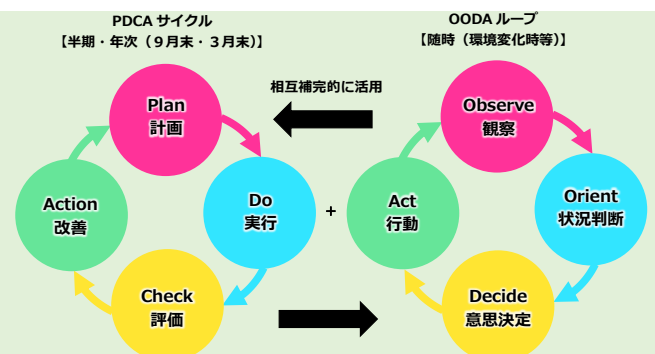 PDCA サイクル
【半期・年次（９月末・３月末）】
OODA ループ
【随時（環境変化時等）】
相互補完的に活用
Plan
計画
Do
実行
Check
評価
Action
改善
+
Observe
観察
Orient
状況判断
Decide
意思決定
Act
行動